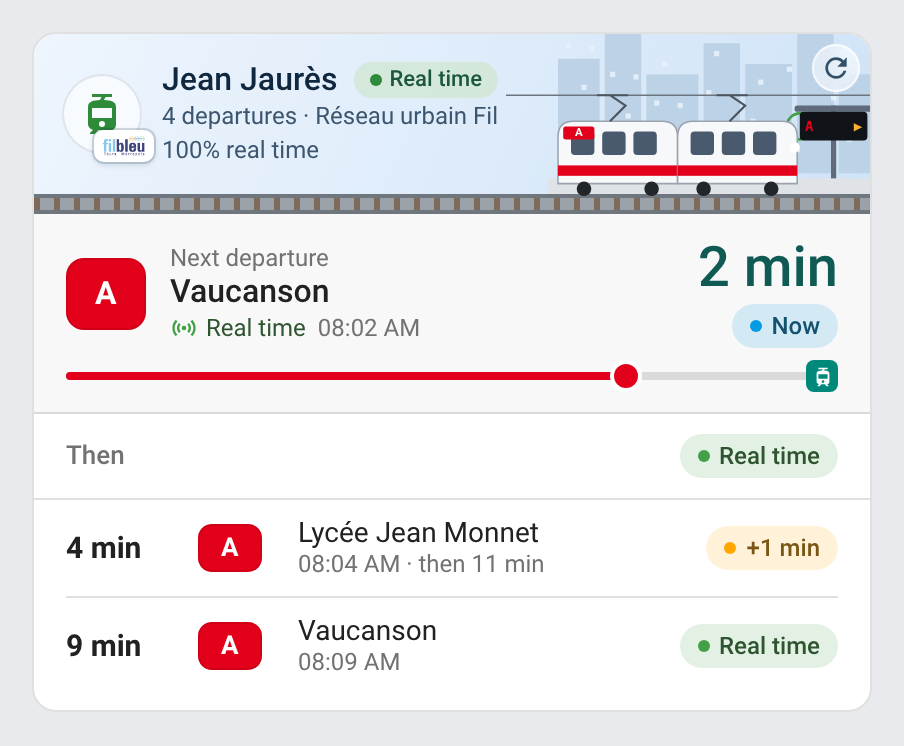 Jean Jaurès
Real time
4 departures · Réseau urbain Fil
100% real time
filbleu
A
A
Next departure
A
Vaucanson
Real time 08:02 AM
2 min
Now
Then
Real time
4 min
A
Lycée Jean Monnet
08:04 AM · then 11 min
+1 min
9 min
A
Vaucanson
08:09 AM
Real time